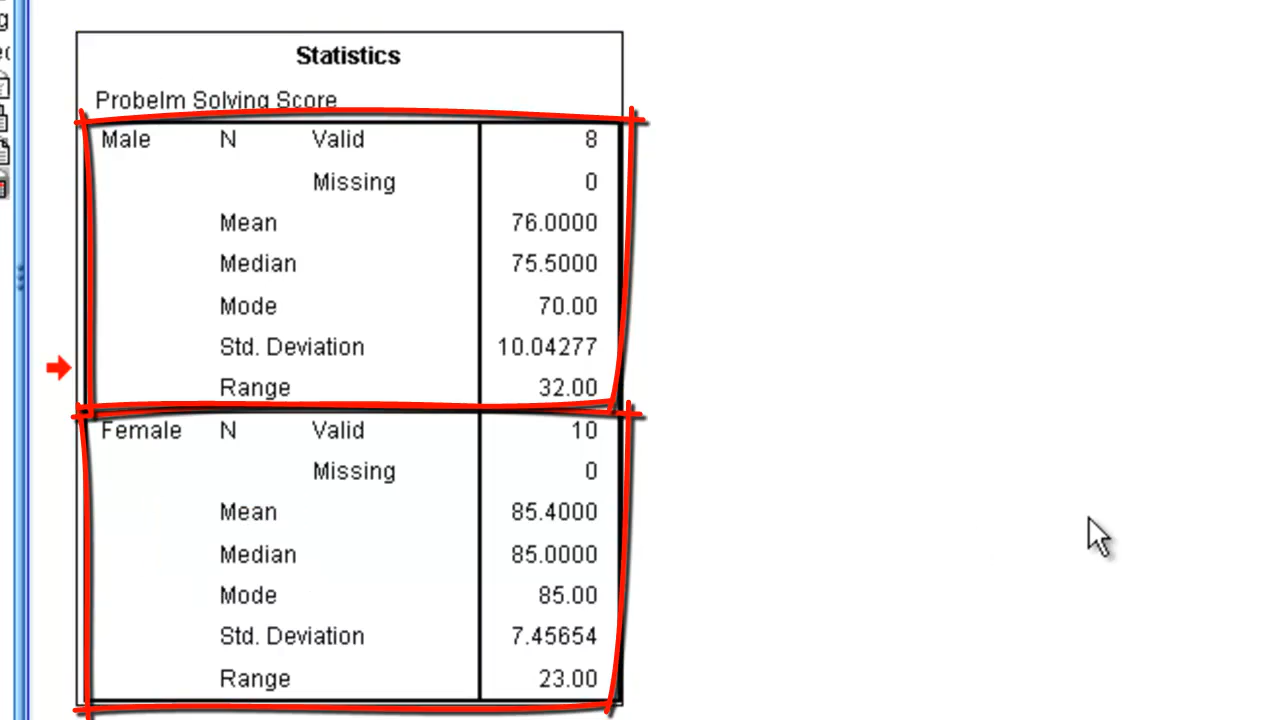 Statistics
Probelm Solving Score
Male N Valid 8
Missing 0
Mean 76.0000
Median 75.5000
Mode 70.00
Std. Deviation 10.04277
Range 32.00
Female N Valid 10
Missing 0
Mean 85.4000
Median 85.0000
Mode 85.00
Std. Deviation 7.45654
Range 23.00